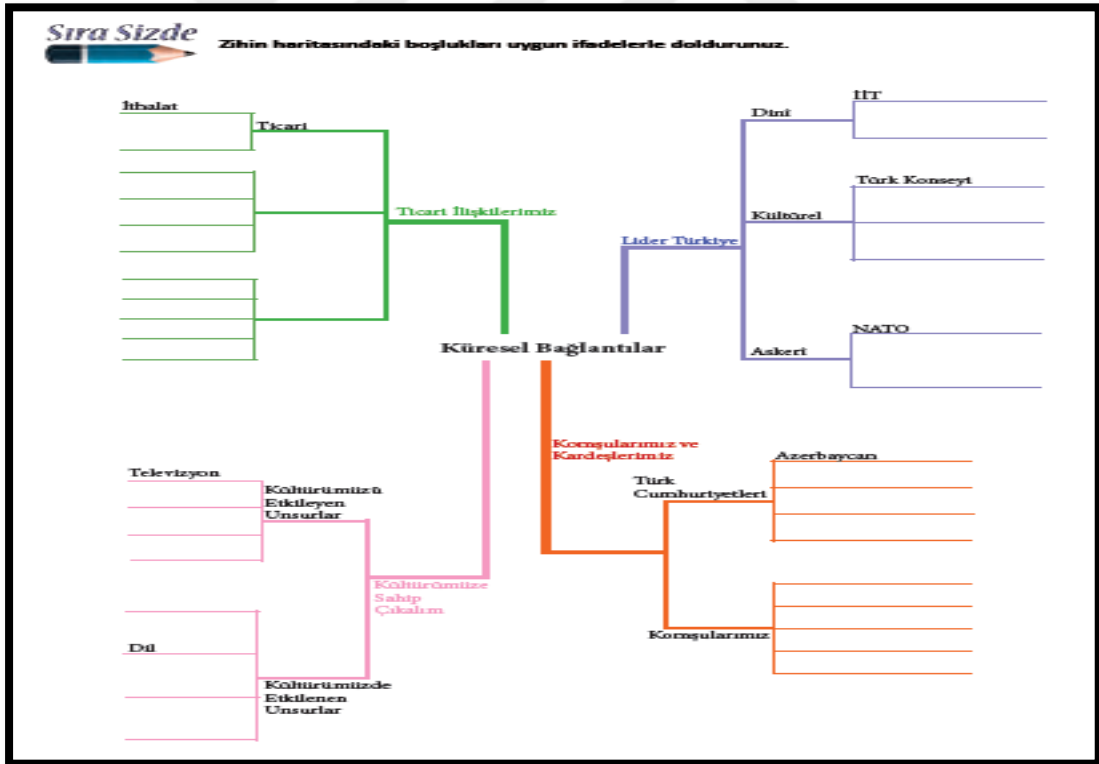 Sıra Sizde
Zihin haritasındaki boşlukları uygun ifadelerle doldurunuz.
İthalat
Ticari
Ticari İlişkilerimiz
İİT
Dinî
Türk Konseyi
Kültürel
Lider Türkiye
NATO
Askerî
Küresel Bağlantılar
Televizyon
Kültürümüzü
Etkileyen
Unsurlar
Kültürümüze
Sahip
Çıkalım
Dil
Kültürümüzde
Etkilenen
Unsurlar
Komşularımız ve
Kardeşlerimiz
Türk
Cumhuriyetleri
Azerbaycan
Komşularımız